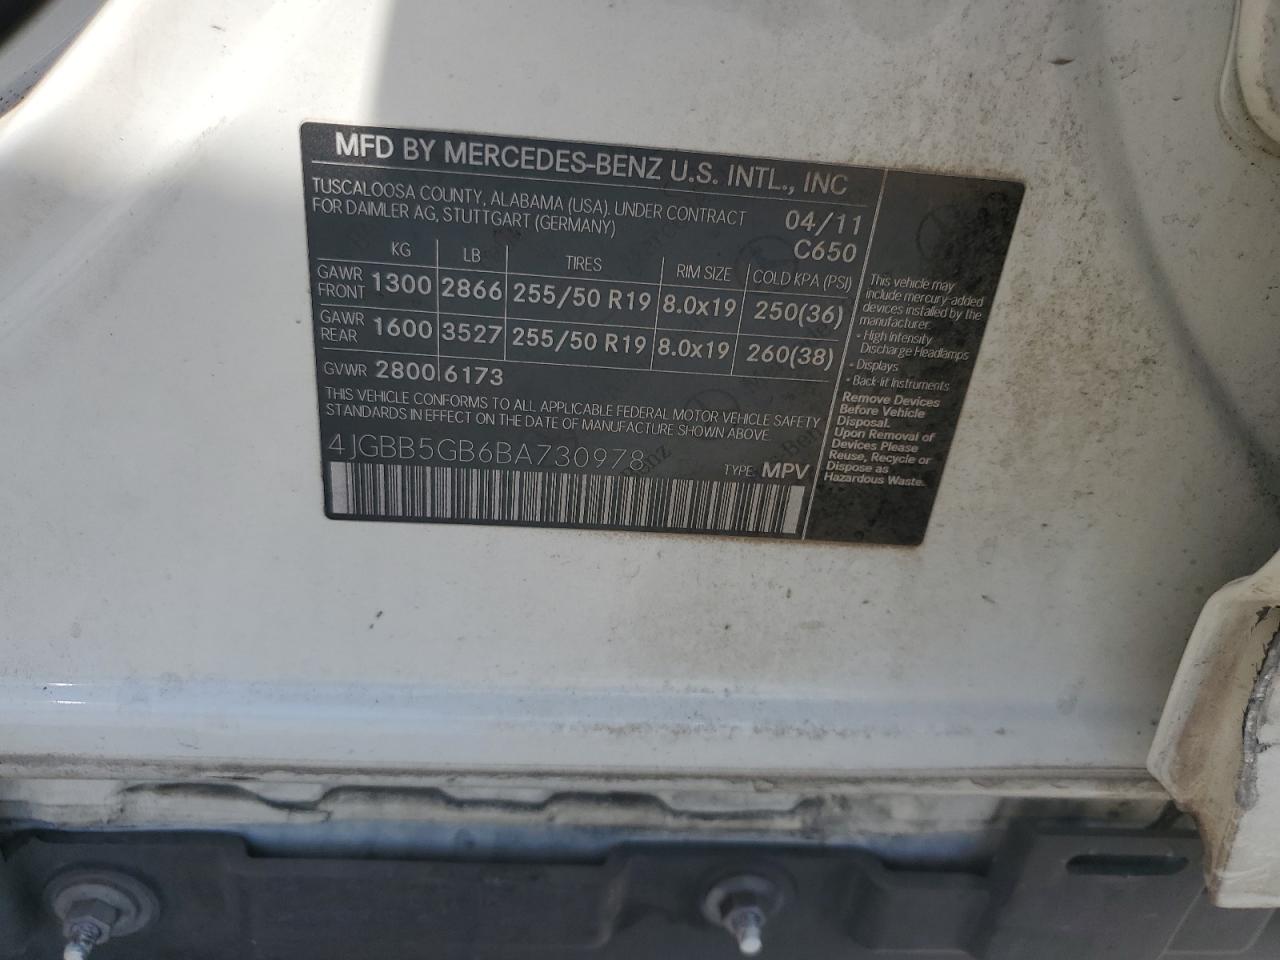 MFD BY MERCEDES-BENZ U.S. INTL., INC
TUSCALOOSA COUNTY, ALABAMA (USA). UNDER CONTRACT
FOR DAIMLER AG, STUTTGART (GERMANY)
04/11
C650
KG LB TIRES RIM SIZE COLD KPA (PSI)
GAWR FRONT 1300 2866 255/50 R19 8.0x19 250(36)
GAWR REAR 1600 3527 255/50 R19 8.0x19 260(38)
GVWR 2800 6173
THIS VEHICLE CONFORMS TO ALL APPLICABLE FEDERAL MOTOR VEHICLE SAFETY
STANDARDS IN EFFECT ON THE DATE OF MANUFACTURE SHOWN ABOVE.
4JGBB5GB6BA730978 TYPE: MPV
This vehicle may
include mercury-added
devices installed by the
manufacturer:
• High Intensity
Discharge Headlamps
• Displays
• Back-lit Instruments
Remove Devices
Before Vehicle
Disposal.
Upon Removal of
Devices Please
Reuse, Recycle or
Dispose as
Hazardous Waste.